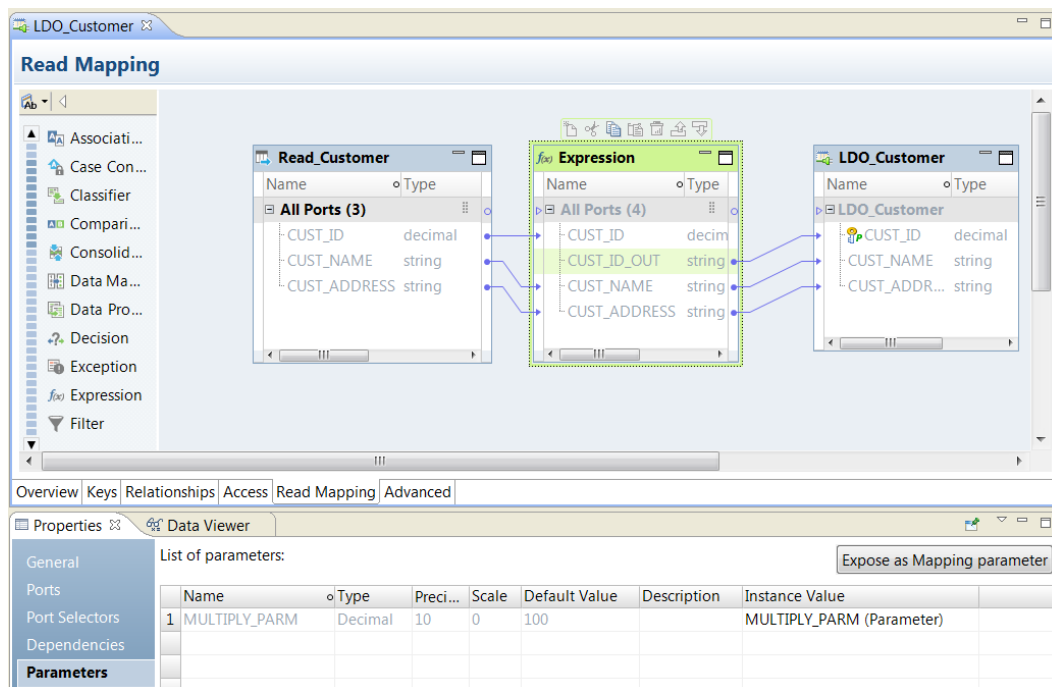 LDO_Customer
Read Mapping
Ab
Associati...
Case Con...
Classifier
Compari...
Consolid...
Data Ma...
Data Pro...
Decision
Exception
f(x) Expression
Filter
Read_Customer
Name Type
All Ports (3)
CUST_ID decimal
CUST_NAME string
CUST_ADDRESS string
f(x) Expression
Name Type
All Ports (4)
CUST_ID decim
CUST_ID_OUT string
CUST_NAME string
CUST_ADDRESS string
LDO_Customer
Name Type
LDO_Customer
CUST_ID decimal
CUST_NAME string
CUST_ADDR... string
Overview Keys Relationships Access Read Mapping Advanced
Properties Data Viewer
General
Ports
Port Selectors
Dependencies
Parameters
List of parameters:
Expose as Mapping parameter
Name Type Preci... Scale Default Value Description Instance Value
1 MULTIPLY_PARM Decimal 10 0 100 MULTIPLY_PARM (Parameter)